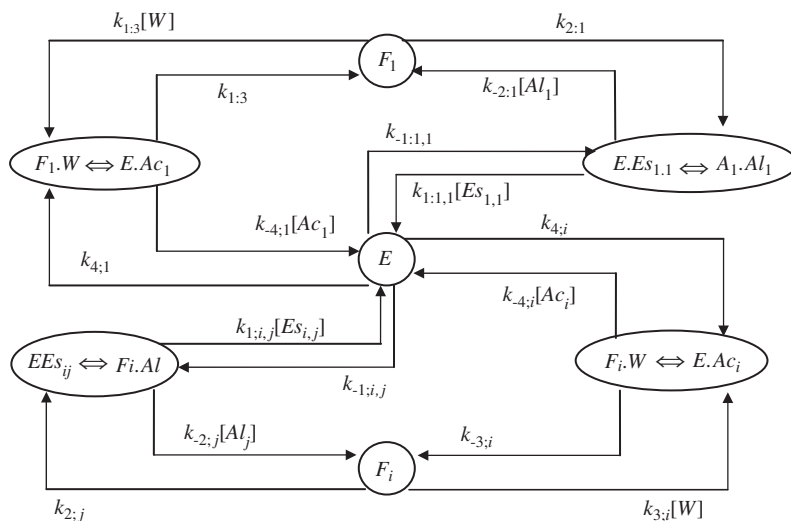 k1:3[W]
k2:1
F1
k1:3
k-2:1[Al1]
k-1:1,1
F1.W ⇔ E.Ac1
E.Es1.1 ⇔ A1.Al1
k1:1,1[Es1,1]
k-4;1[Ac1]
k4;i
E
k4;1
k-4;i[Aci]
k1;i,j[Esi,j]
EEsij ⇔ Fi.Al
Fi.W ⇔ E.Aci
k-1;i,j
k-2;j[Alj]
k-3;i
Fi
k2;j
k3;i[W]